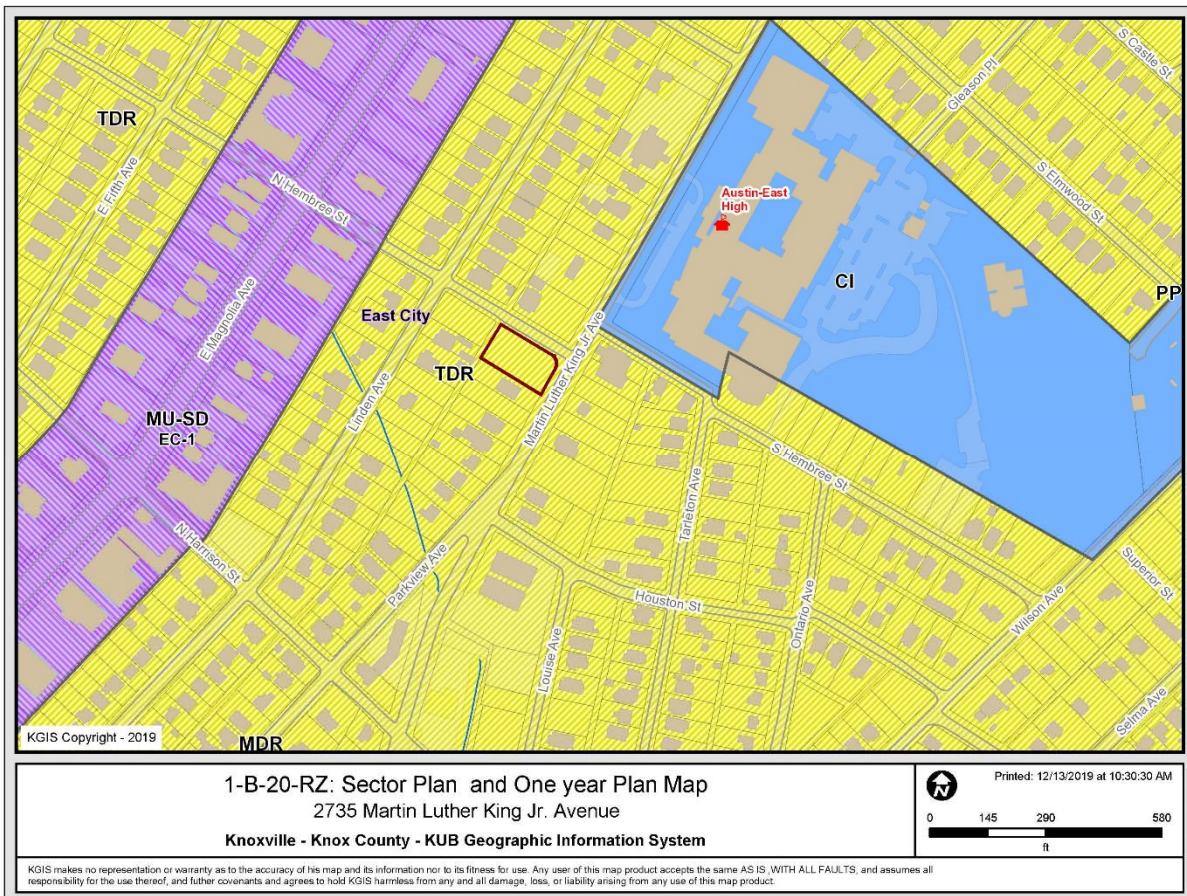 S Castle St
Gleason Pl
TDR
E Fifth Ave
N Hembree St
S Elmwood St
Austin-East
High
CI
PP
E Magnolia Ave
East City
Martin Luther King Jr Ave
TDR
Linden Ave
MU-SD
EC-1
S Hembree St
Tarleton Ave
N Harrison St
Parkview Ave
Houston St
Ontario Ave
Superior St
Wilson Ave
Louise Ave
Selma Ave
MDR
KGIS Copyright - 2019
1-B-20-RZ: Sector Plan and One year Plan Map
2735 Martin Luther King Jr. Avenue
Knoxville - Knox County - KUB Geographic Information System
N
Printed: 12/13/2019 at 10:30:30 AM
0 145 290 580
ft
KGIS makes no representation or warranty as to the accuracy of his map and its information nor to its fitness for use. Any user of this map product accepts the same AS IS ,WITH ALL FAULTS, and assumes all
responsibility for the use thereof, and futher covenants and agrees to hold KGIS harmless from any and all damage, loss, or liability arising from any use of this map product.